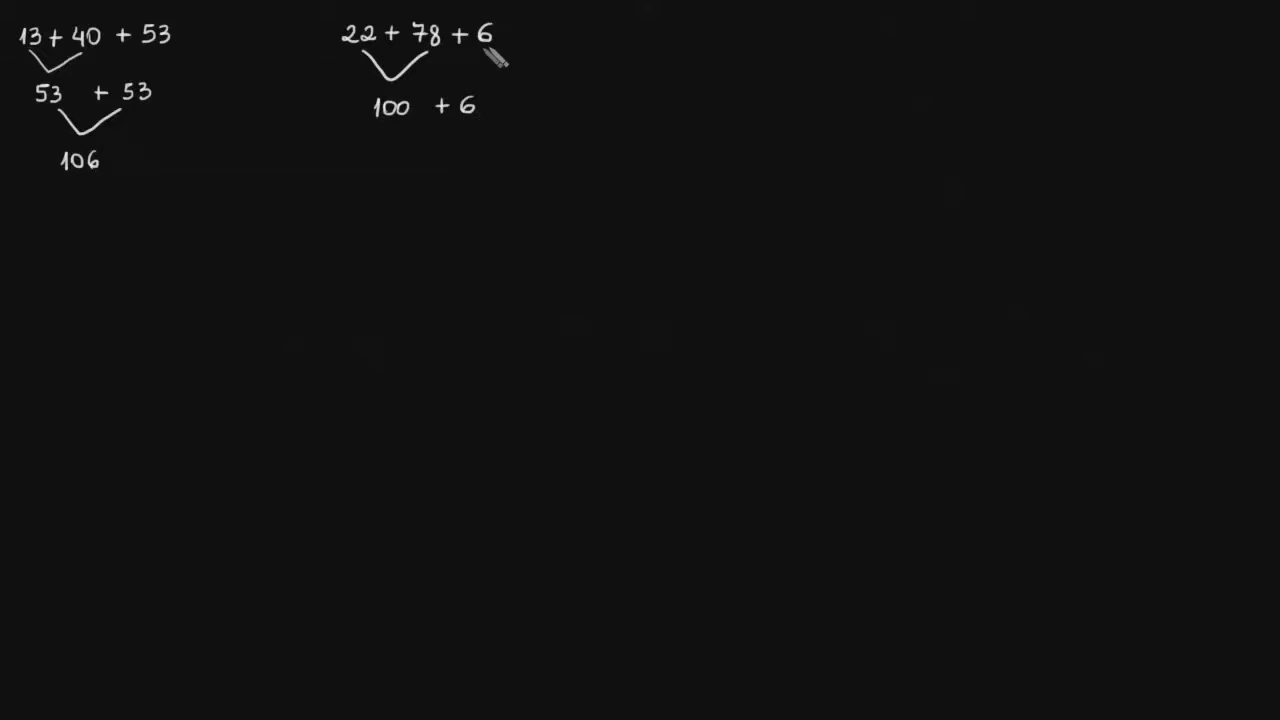 13 + 40 + 53
53 + 53
106
22 + 78 + 6
100 + 6